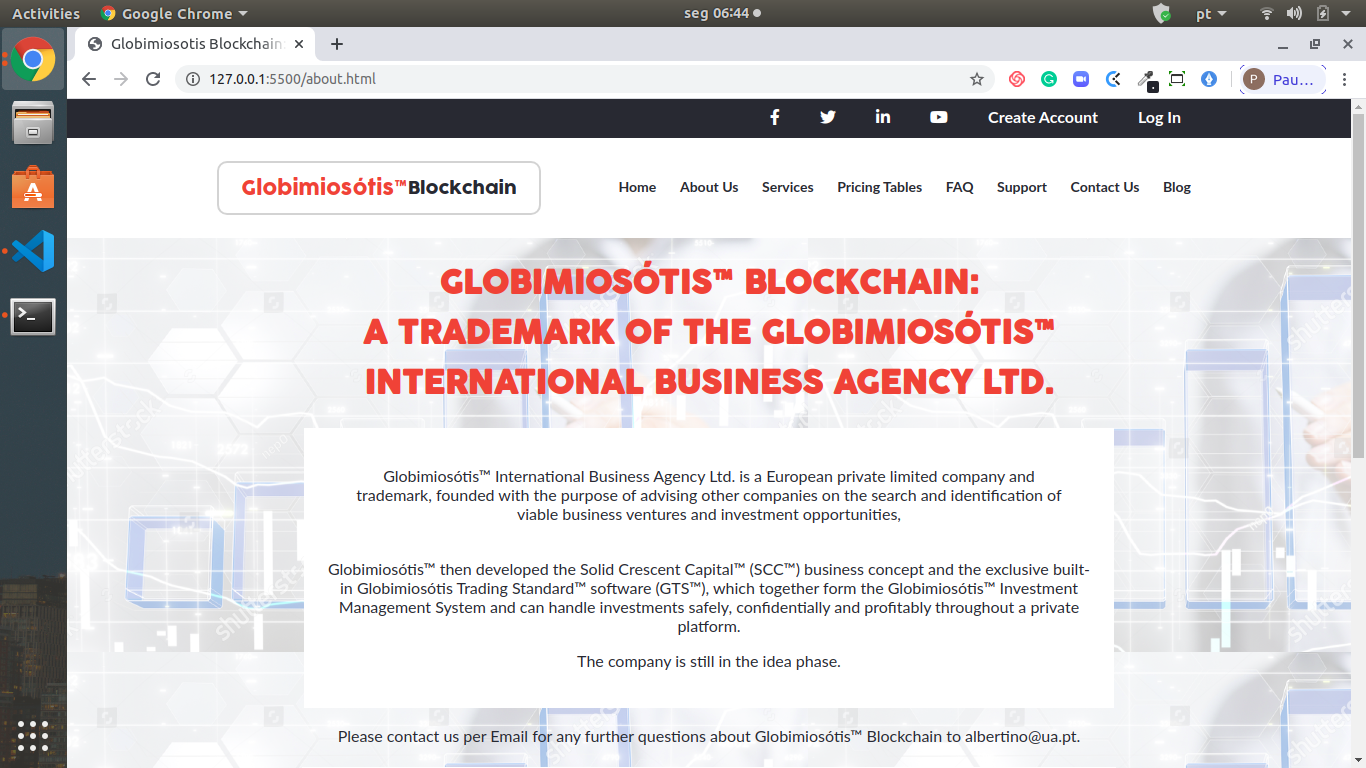 Activities Google Chrome seg 06:44 pt
Globimiosotis Blockchain
127.0.0.1:5500/about.html P Pau...
Create Account Log In
Globimiosótis™Blockchain Home About Us Services Pricing Tables FAQ Support Contact Us Blog
GLOBIMIOSÓTIS™ BLOCKCHAIN:
A TRADEMARK OF THE GLOBIMIOSÓTIS™
INTERNATIONAL BUSINESS AGENCY LTD.
Globimiosótis™ International Business Agency Ltd. is a European private limited company and
trademark, founded with the purpose of advising other companies on the search and identification of
viable business ventures and investment opportunities,
Globimiosótis™ then developed the Solid Crescent Capital™ (SCC™) business concept and the exclusive built-
in Globimiosótis Trading Standard™ software (GTS™), which together form the Globimiosótis™ Investment
Management System and can handle investments safely, confidentially and profitably throughout a private
platform.
The company is still in the idea phase.
Please contact us per Email for any further questions about Globimiosótis™ Blockchain to albertino@ua.pt.